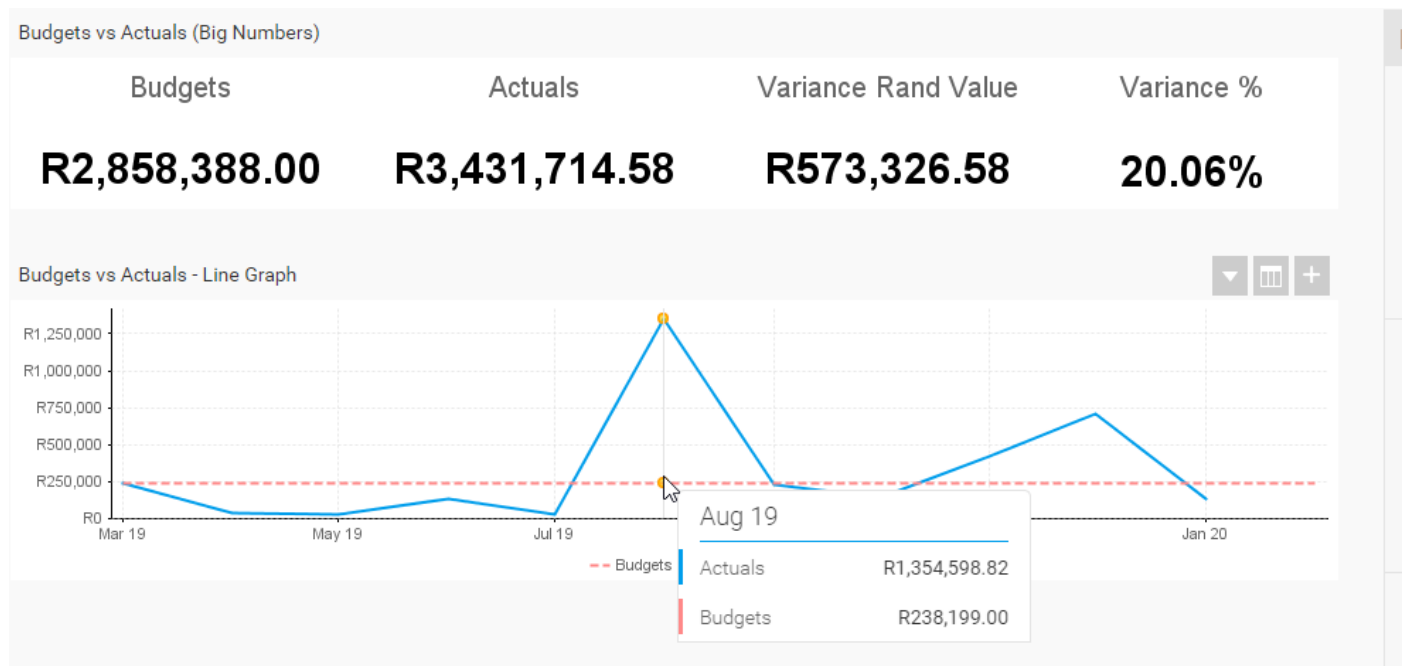 Budgets vs Actuals (Big Numbers)
Budgets Actuals Variance Rand Value Variance %
R2,858,388.00 R3,431,714.58 R573,326.58 20.06%
Budgets vs Actuals - Line Graph
R1,250,000
R1,000,000
R750,000
R500,000
R250,000
R0
Mar 19 May 19 Jul 19 Jan 20
Budgets
Aug 19
Actuals R1,354,598.82
Budgets R238,199.00